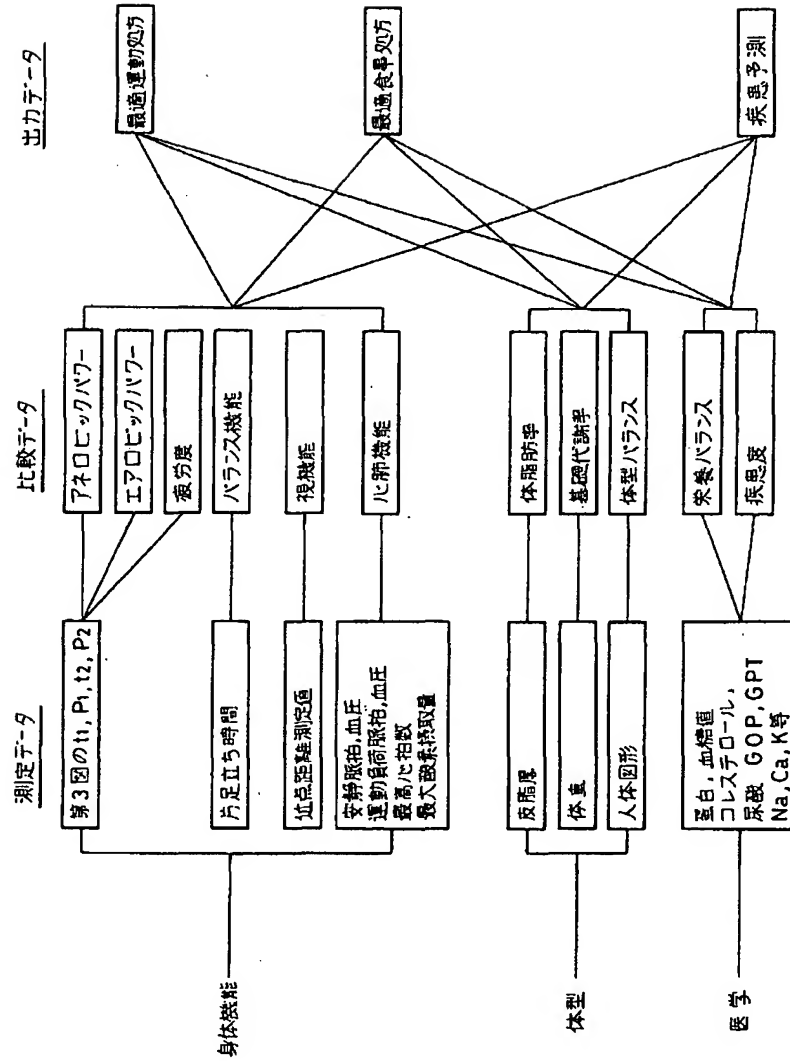 測定データ
比較データ
出力データ
身体機能
第3図のt1, P1, t2, P2
片足立ち時間
近点距離測定値
安静脈拍,血圧
運動負荷脈拍,血圧
最高心拍数
最大酸素摂取量
アネロビックパワー
エアロビックパワー
疲労度
バランス機能
視機能
心肺機能
体型
皮脂厚
体重
人体図形
体脂肪率
基礎代謝率
体型バランス
医学
蛋白,血糖値
コレステロール,
尿酸 GOP, GPT
Na, Ca, K等
栄養バランス
疾患度
最適運動処方
最適食事処方
疾患予測